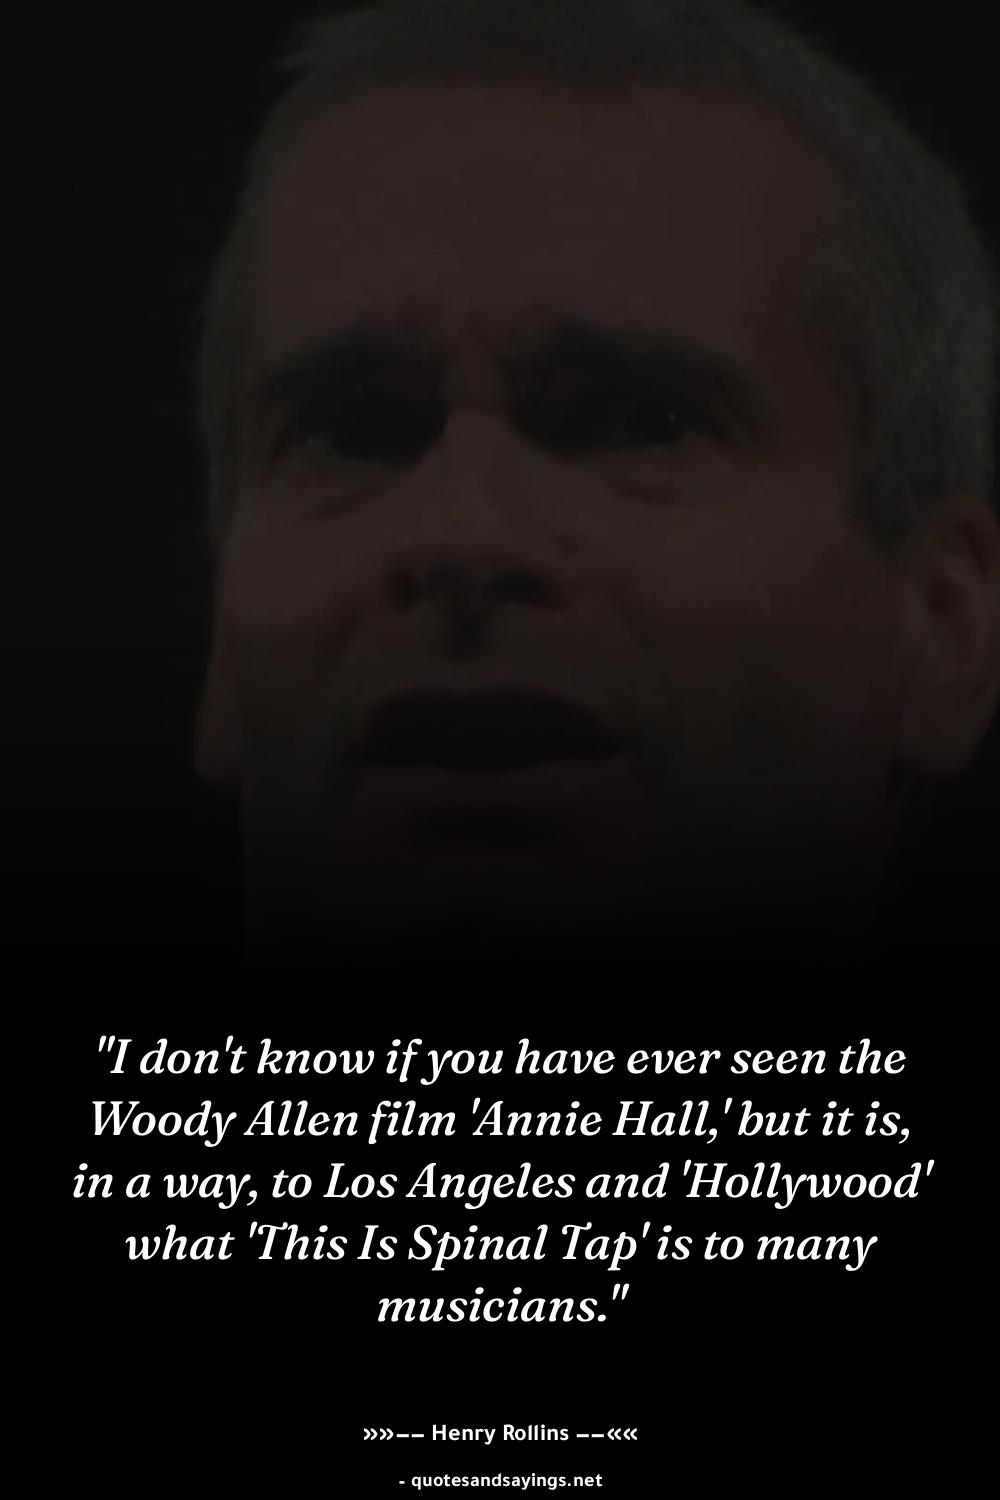 "I don't know if you have ever seen the
Woody Allen film 'Annie Hall,' but it is,
in a way, to Los Angeles and 'Hollywood'
what 'This Is Spinal Tap' is to many
musicians."
»»−− Henry Rollins −−««
- quotesandsayings.net